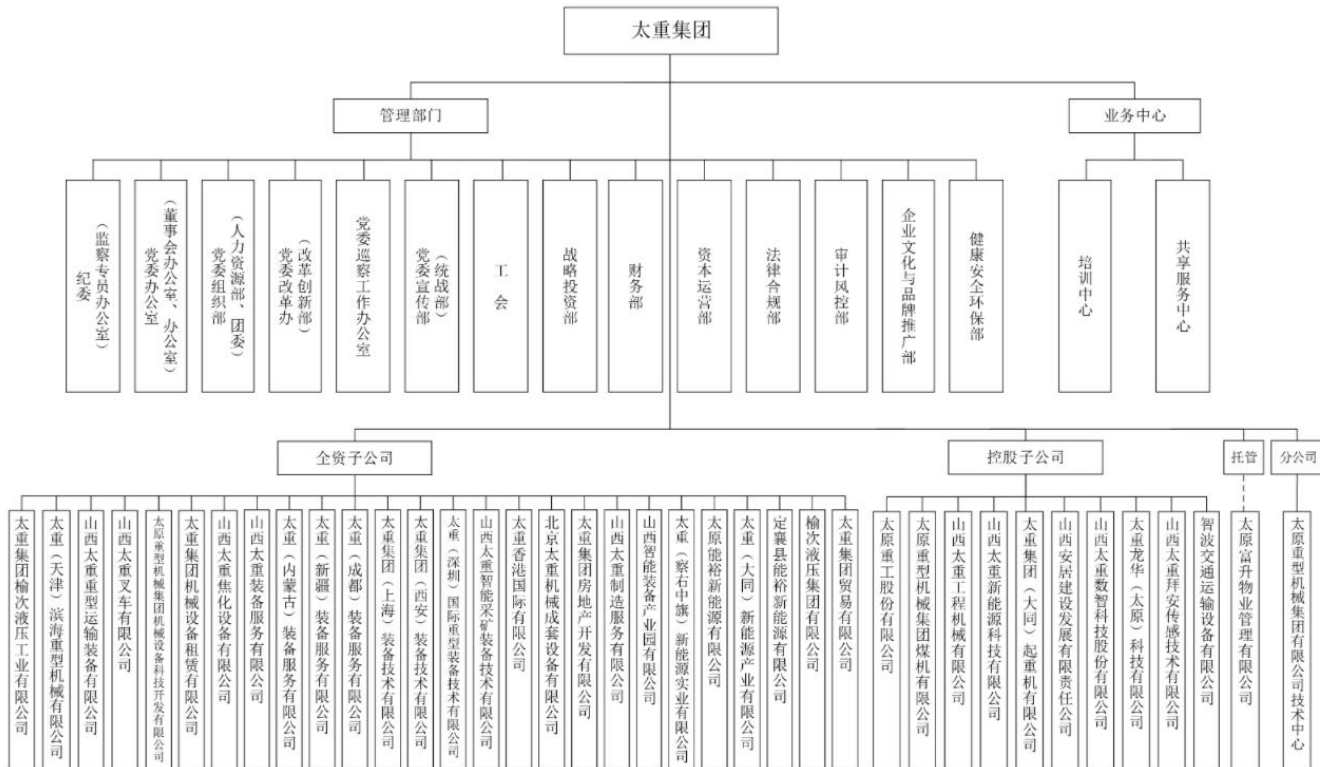 太重集团
管理部门
业务中心
纪委
（监察专员办公室）
党委办公室
（董事会办公室、办公室）
党委组织部
（人力资源部、团委）
党委改革办
（改革创新部）
党委巡察工作办公室
党委宣传部
（统战部）
工会
战略投资部
财务部
资本运营部
法律合规部
审计风控部
企业文化与品牌推广部
健康安全环保部
培训中心
共享服务中心
全资子公司
控股子公司
托管
分公司
太重集团榆次液压工业有限公司
太重（天津）滨海重型机械有限公司
山西太重重型运输装备有限公司
山西太重叉车有限公司
太原重型机械集团机械设备科技开发有限公司
太重集团机械设备租赁有限公司
山西太重焦化设备有限公司
山西太重装备服务有限公司
太重（内蒙古）装备服务有限公司
太重（新疆）装备服务有限公司
太重（成都）装备服务有限公司
太重集团（上海）装备技术有限公司
太重集团（西安）装备技术有限公司
太重（深圳）国际重型装备技术有限公司
山西太重智能采矿装备技术有限公司
太重香港国际有限公司
北京太重机械成套设备有限公司
太重集团房地产开发有限公司
山西太重制造服务有限公司
山西智能装备产业园有限公司
太重（察右中旗）新能源实业有限公司
太原能裕新能源有限公司
太重（大同）新能源产业有限公司
定襄县能裕新能源有限公司
榆次液压集团有限公司
太重集团贸易有限公司
太原重工股份有限公司
太原重型机械集团煤机有限公司
山西太重工程机械有限公司
山西太重新能源科技有限公司
太重集团（大同）起重机有限公司
山西安居建设发展有限责任公司
山西太重数智科技股份有限公司
太重龙华（太原）科技有限公司
山西太重拜安传感技术有限公司
智波交通运输设备有限公司
太原富升物业管理有限公司
太原重型机械集团有限公司技术中心